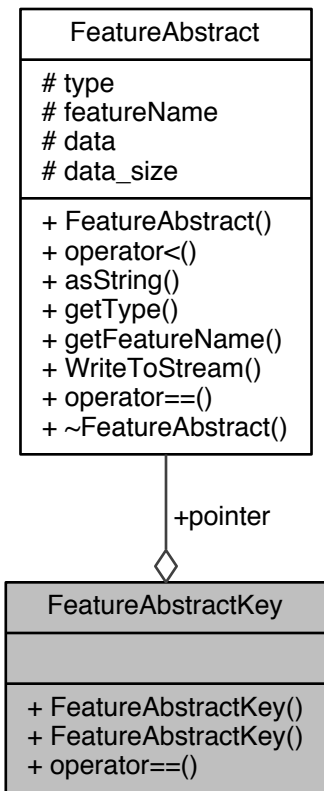 FeatureAbstract
# type
# featureName
# data
# data_size
+ FeatureAbstract()
+ operator<()
+ asString()
+ getType()
+ getFeatureName()
+ WriteToStream()
+ operator==()
+ ~FeatureAbstract()
+pointer
FeatureAbstractKey
+ FeatureAbstractKey()
+ FeatureAbstractKey()
+ operator==()